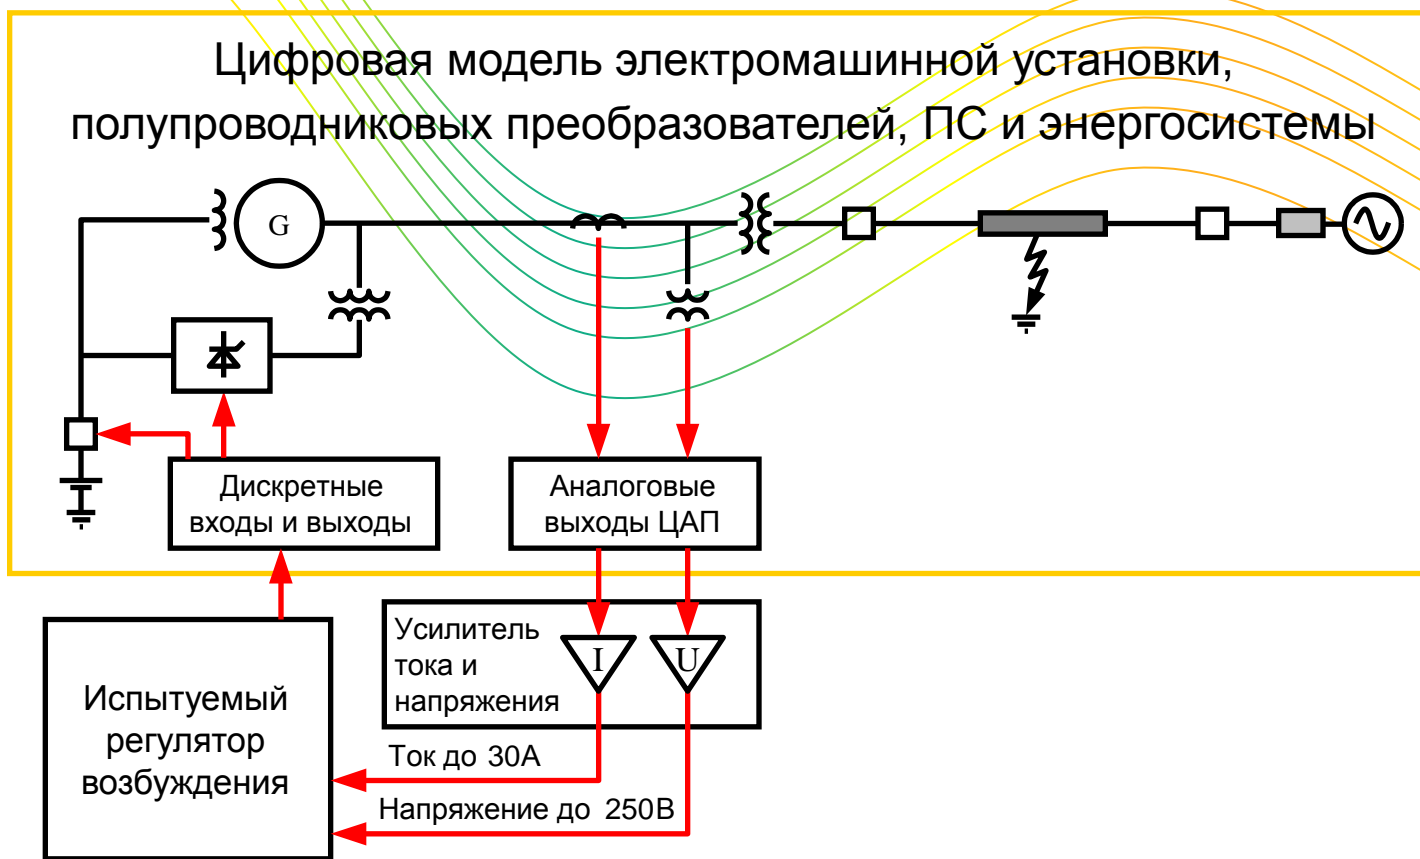 Цифровая модель электромашинной установки,
полупроводниковых преобразователей, ПС и энергосистемы
G
Дискретные
входы и выходы
Аналоговые
выходы ЦАП
Усилитель
тока и
напряжения
I
U
Испытуемый
регулятор
возбуждения
Ток до 30А
Напряжение до 250В